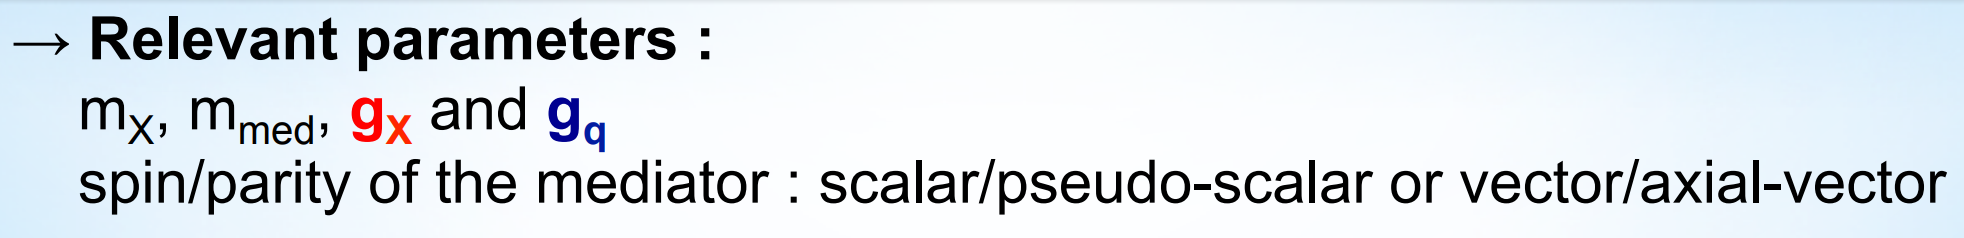 → Relevant parameters :
mX, mmed, gX and gq
spin/parity of the mediator : scalar/pseudo-scalar or vector/axial-vector